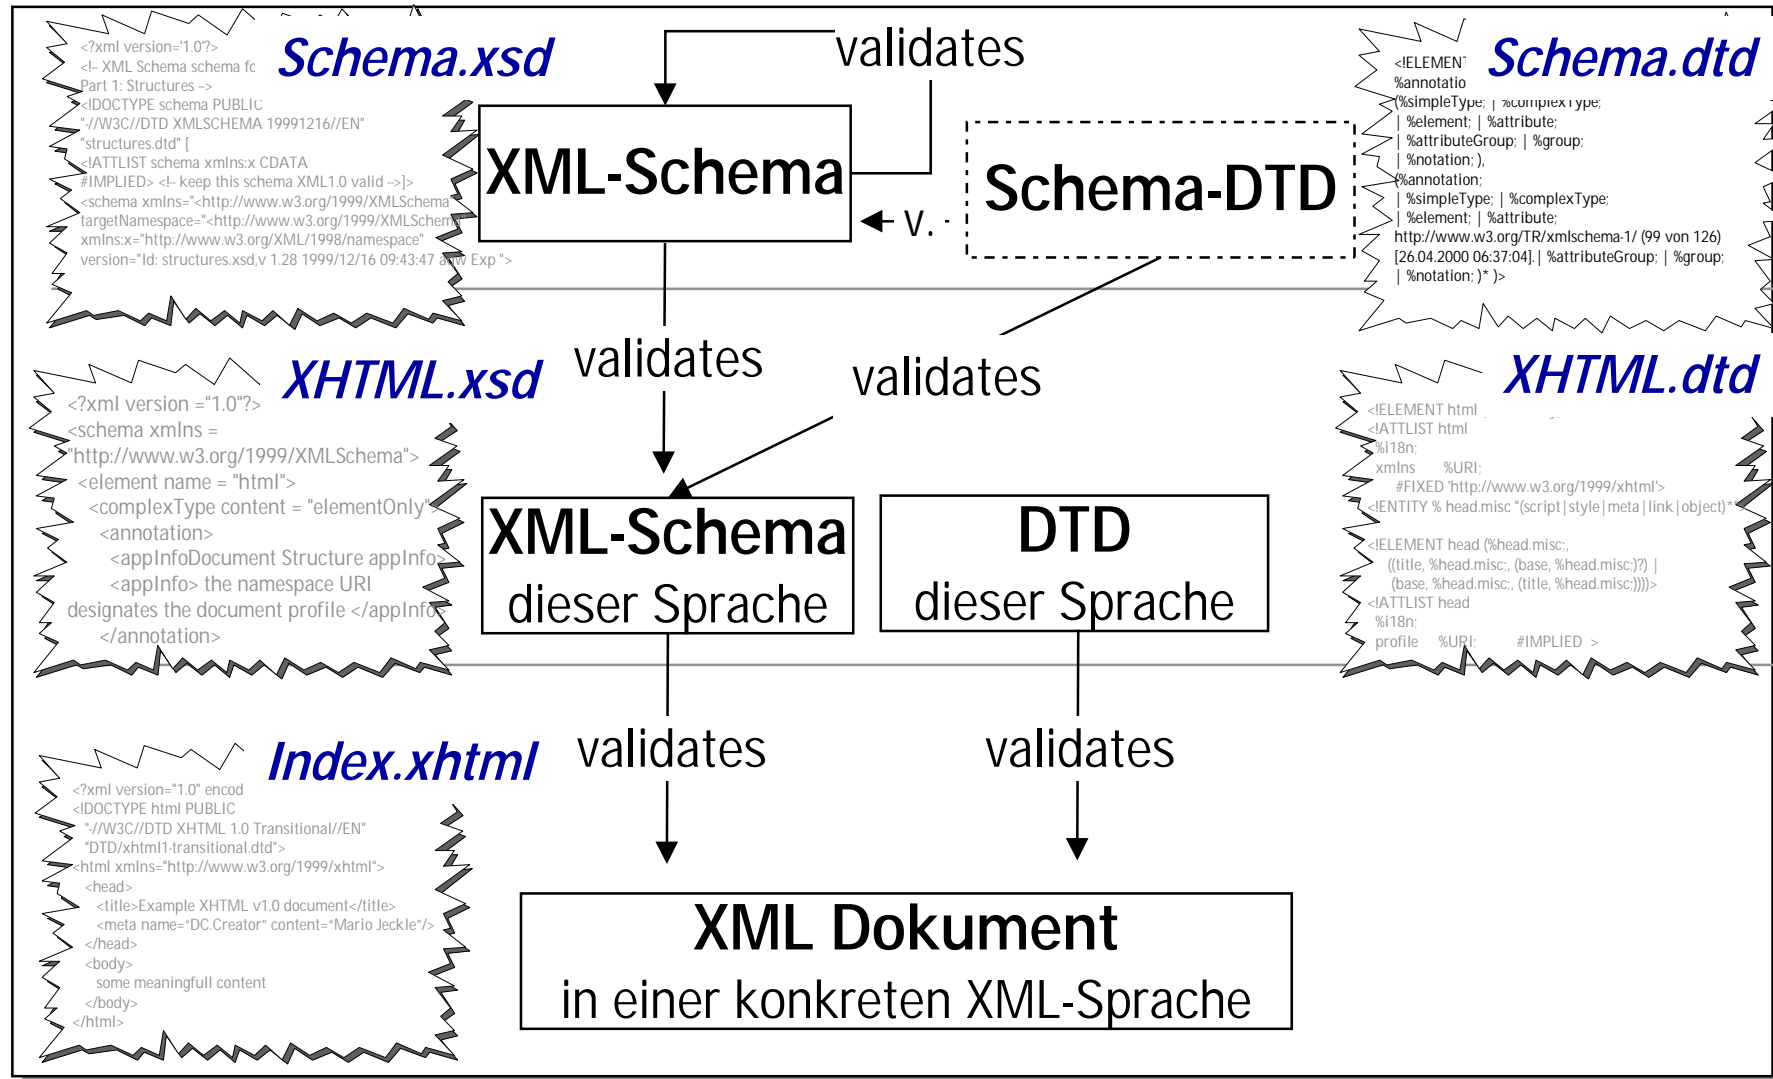 Schema.xsd
<?xml version='1.0'?>
<!-- XML Schema schema fo
Part 1: Structures -->
<!DOCTYPE schema PUBLIC
"-//W3C//DTD XMLSCHEMA 19991216//EN"
"structures.dtd" [
<!ATTLIST schema xmlns:x CDATA
#IMPLIED> <!-- keep this schema XML1.0 valid -->]>
<schema xmlns="<http://www.w3.org/1999/XMLSchema"
targetNamespace="<http://www.w3.org/1999/XMLSchema
xmlns:x="http://www.w3.org/XML/1998/namespace"
version="Id: structures.xsd,v 1.28 1999/12/16 09:43:47 aqw Exp ">
validates
XML-Schema
V.
Schema-DTD
Schema.dtd
<!ELEMENT
%annotatio
(%simpleType; | %complexType;
| %element; | %attribute;
| %attributeGroup; | %group;
| %notation; ),
(%annotation;
| %simpleType; | %complexType;
| %element; | %attribute;
http://www.w3.org/TR/xmlschema-1/ (99 von 126)
[26.04.2000 06:37:04].| %attributeGroup; | %group;
| %notation; )* )>
validates
validates
XHTML.xsd
<?xml version ="1.0"?>
<schema xmlns =
"http://www.w3.org/1999/XMLSchema">
<element name = "html">
<complexType content = "elementOnly">
<annotation>
<appInfoDocument Structure appInfo>
<appInfo> the namespace URI
designates the document profile </appInfo>
</annotation>
XML-Schema
dieser Sprache
DTD
dieser Sprache
XHTML.dtd
<!ELEMENT html
<!ATTLIST html
%i18n;
xmlns %URI;
#FIXED 'http://www.w3.org/1999/xhtml'>
<!ENTITY % head.misc "(script|style|meta|link|object)*">
<!ELEMENT head (%head.misc;,
((title, %head.misc;, (base, %head.misc;)?) |
(base, %head.misc;, (title, %head.misc;))))>
<!ATTLIST head
%i18n;
profile %URI; #IMPLIED >
validates
validates
Index.xhtml
<?xml version="1.0" encod
<!DOCTYPE html PUBLIC
"-//W3C//DTD XHTML 1.0 Transitional//EN"
"DTD/xhtml1-transitional.dtd">
<html xmlns="http://www.w3.org/1999/xhtml">
<head>
<title>Example XHTML v1.0 document</title>
<meta name=“DC.Creator” content=“Mario Jeckle”/>
</head>
<body>
some meaningfull content
</body>
</html>
XML Dokument
in einer konkreten XML-Sprache